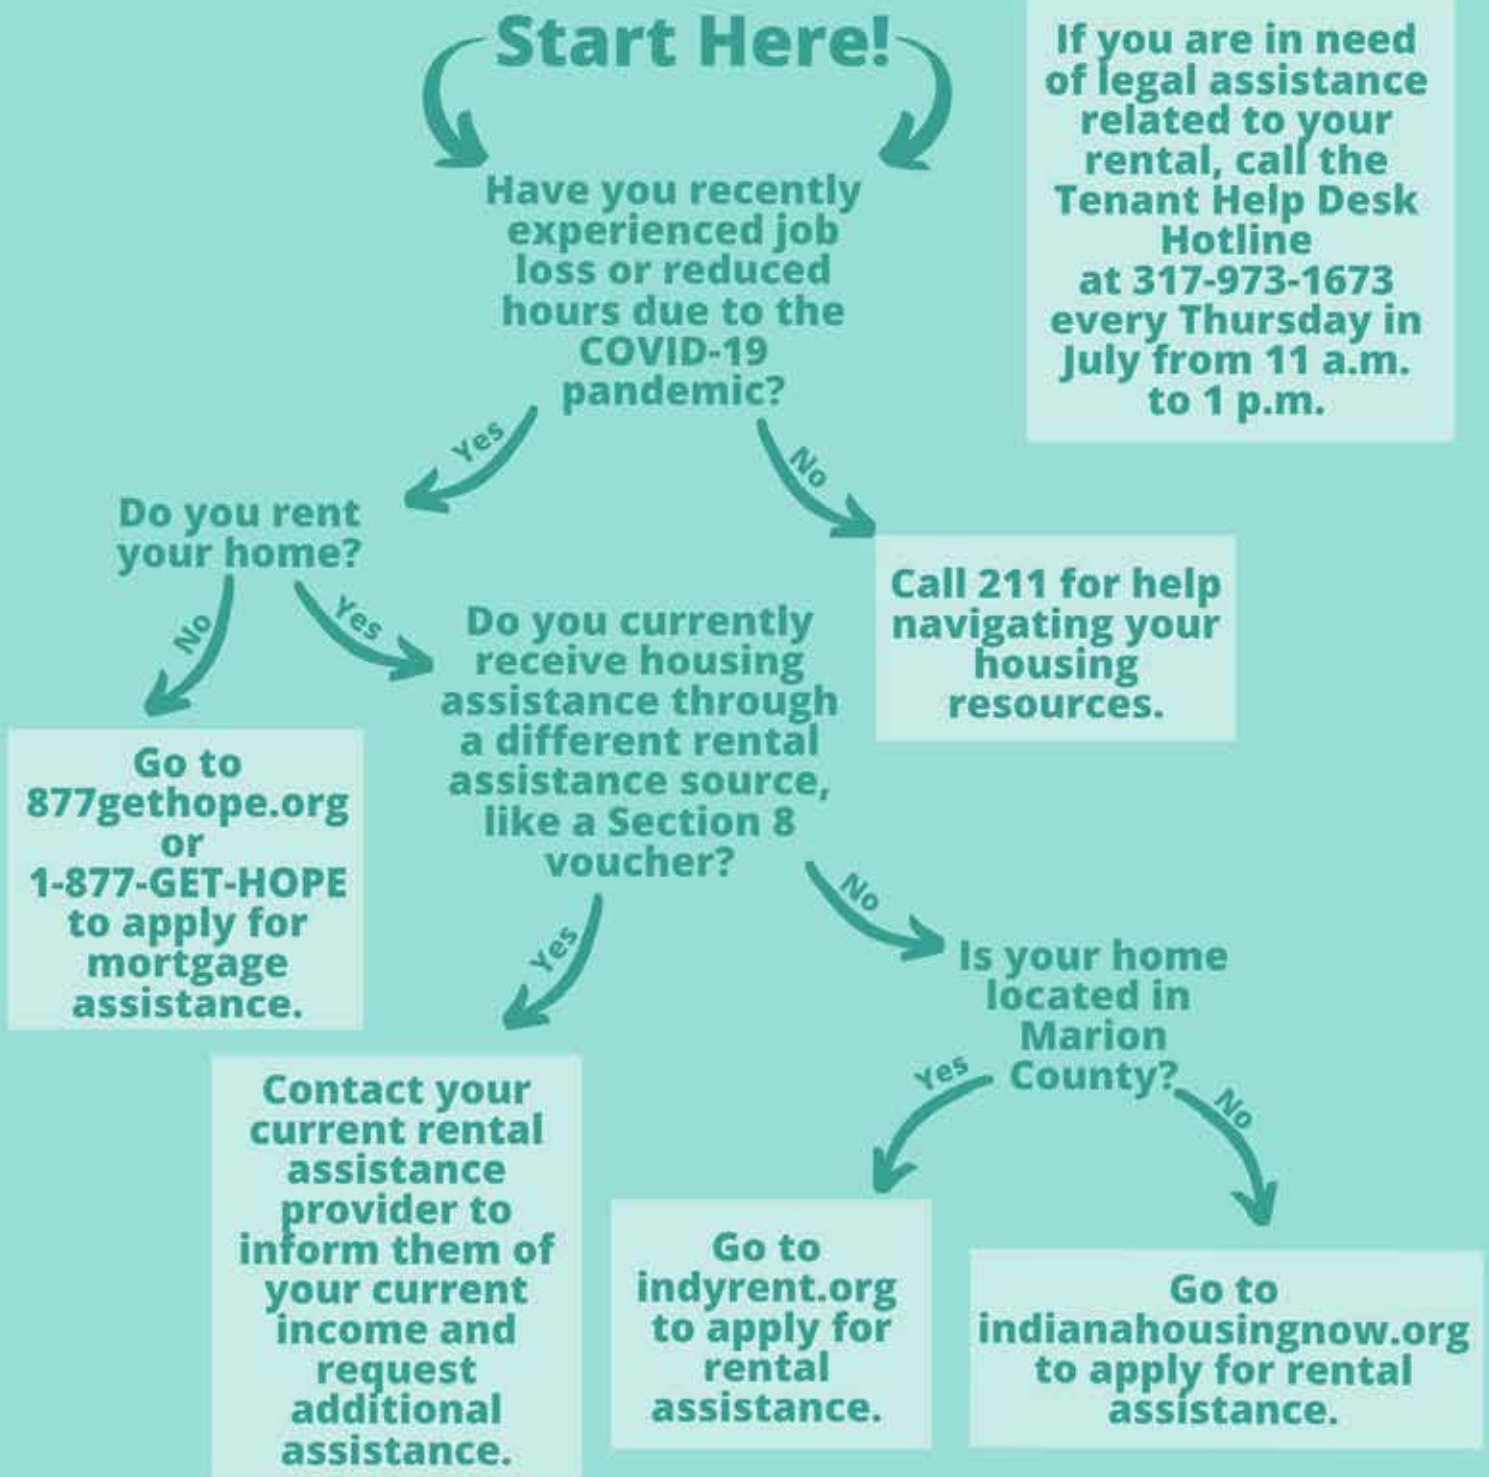 Start Here!
If you are in need
of legal assistance
related to your
rental, call the
Tenant Help Desk
Hotline
at 317-973-1673
every Thursday in
July from 11 a.m.
to 1 p.m.
Have you recently
experienced job
loss or reduced
hours due to the
COVID-19
pandemic?
Yes
No
Do you rent
your home?
No
Yes
Call 211 for help
navigating your
housing
resources.
Do you currently
receive housing
assistance through
a different rental
assistance source,
like a Section 8
voucher?
Go to
877gethope.org
or
1-877-GET-HOPE
to apply for
mortgage
assistance.
Yes
No
Is your home
located in
Marion
County?
Yes
No
Contact your
current rental
assistance
provider to
inform them of
your current
income and
request
additional
assistance.
Go to
indyrent.org
to apply for
rental
assistance.
Go to
indianahousingnow.org
to apply for rental
assistance.